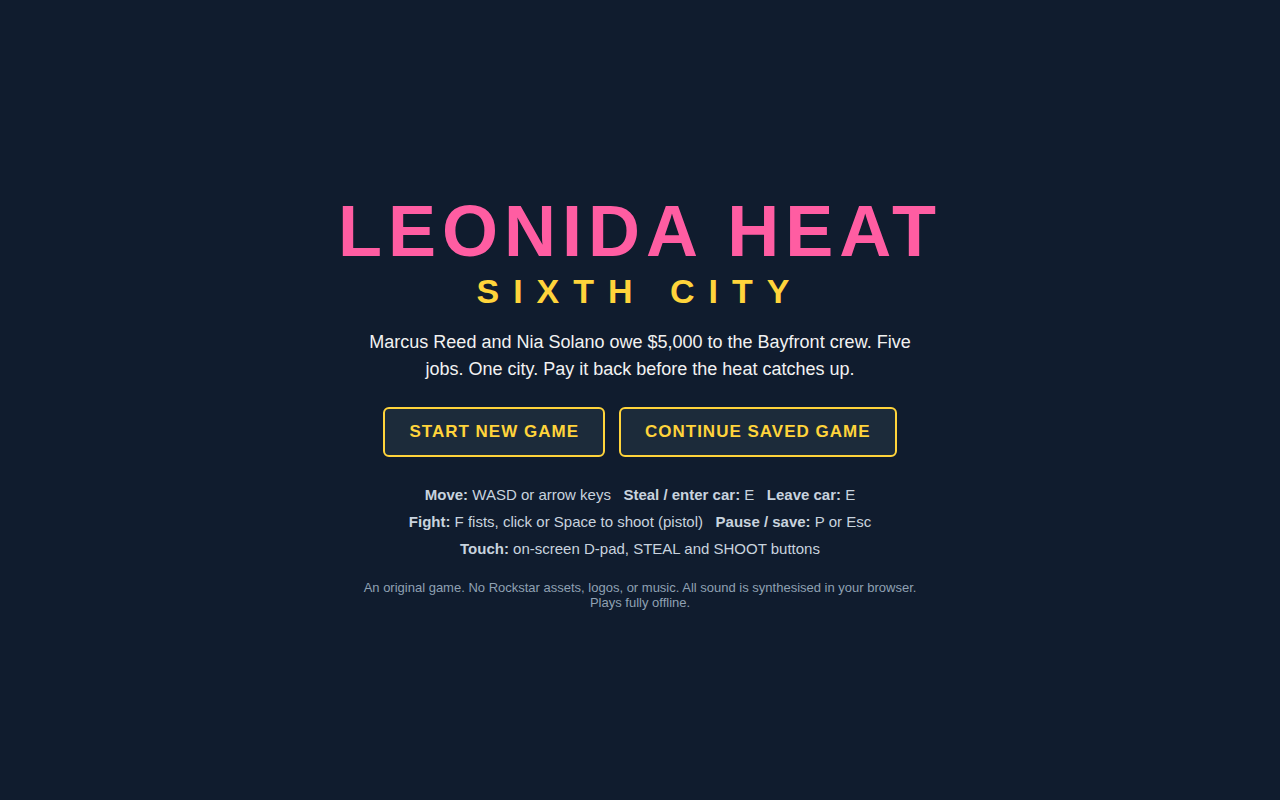 LEONIDA HEAT
SIXTH CITY
Marcus Reed and Nia Solano owe $5,000 to the Bayfront crew. Five
jobs. One city. Pay it back before the heat catches up.
START NEW GAME CONTINUE SAVED GAME
Move: WASD or arrow keys Steal / enter car: E Leave car: E
Fight: F fists, click or Space to shoot (pistol) Pause / save: P or Esc
Touch: on-screen D-pad, STEAL and SHOOT buttons
An original game. No Rockstar assets, logos, or music. All sound is synthesised in your browser.
Plays fully offline.